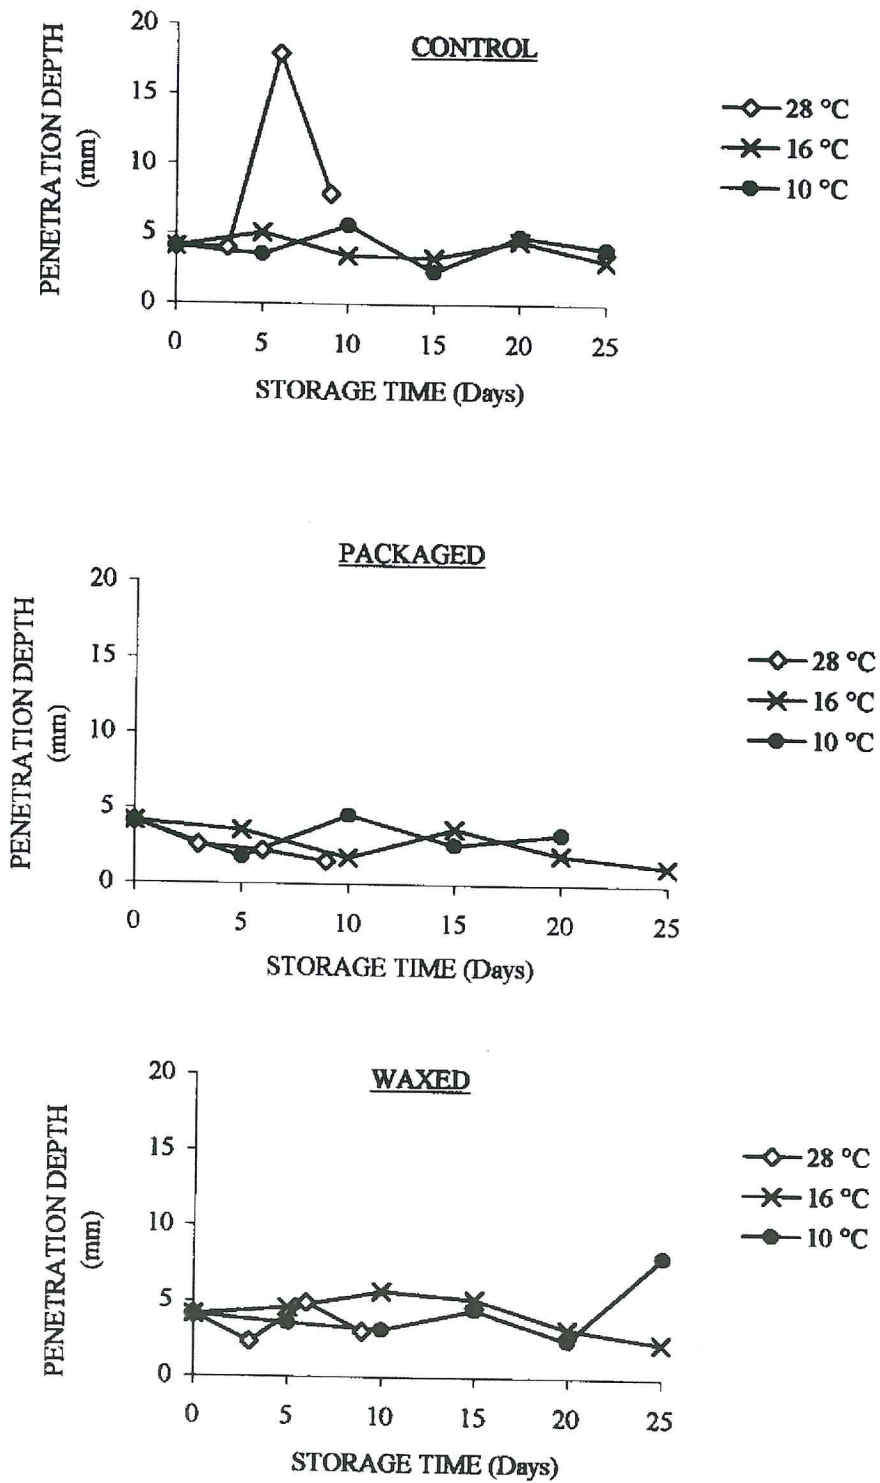 CONTROL
PENETRATION DEPTH
(mm)
20
15
10
5
0
0 5 10 15 20 25
STORAGE TIME (Days)
28 °C
16 °C
10 °C
PACKAGED
PENETRATION DEPTH
(mm)
20
15
10
5
0
0 5 10 15 20 25
STORAGE TIME (Days)
28 °C
16 °C
10 °C
WAXED
PENETRATION DEPTH
(mm)
20
15
10
5
0
0 5 10 15 20 25
STORAGE TIME (Days)
28 °C
16 °C
10 °C